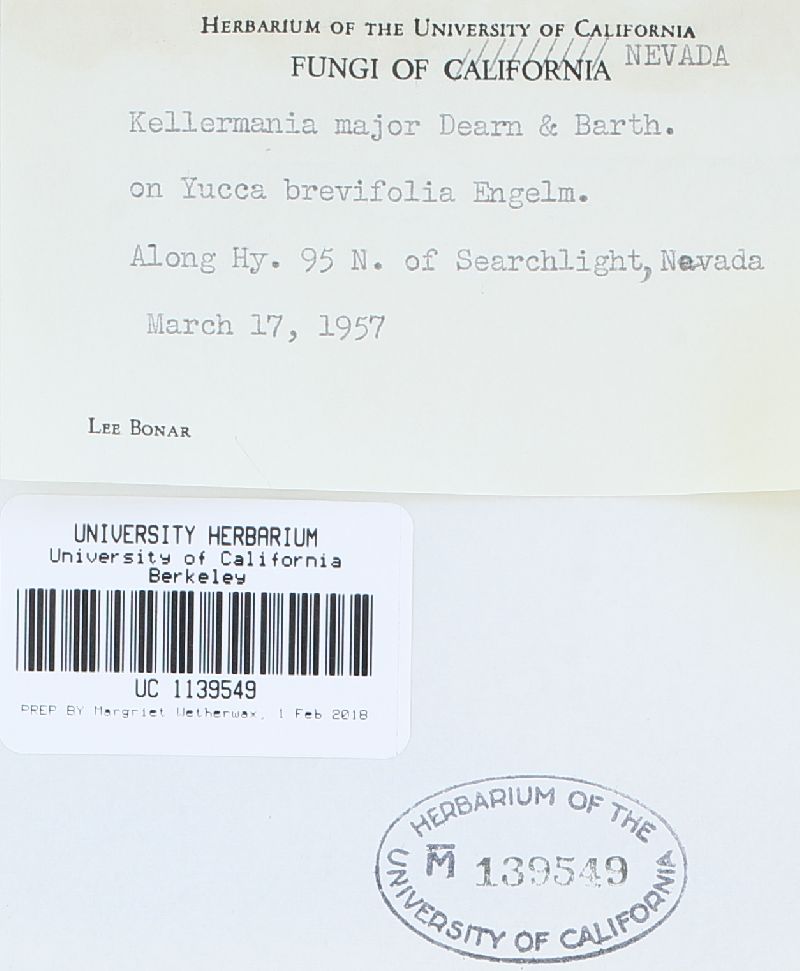 HERBARIUM OF THE UNIVERSITY OF CALIFORNIA
FUNGI OF CALIFORNIA NEVADA
Kellermania major Dearn & Barth.
on Yucca brevifolia Engelm.
Along Hy. 95 N. of Searchlight, Nevada
March 17, 1957
LEE BONAR
UNIVERSITY HERBARIUM
University of California
Berkeley
UC 1139549
PREP BY Margriet Wetherwax, 1 Feb 2018
HERBARIUM OF THE
M̅ 139549
UNIVERSITY OF CALIFORNIA